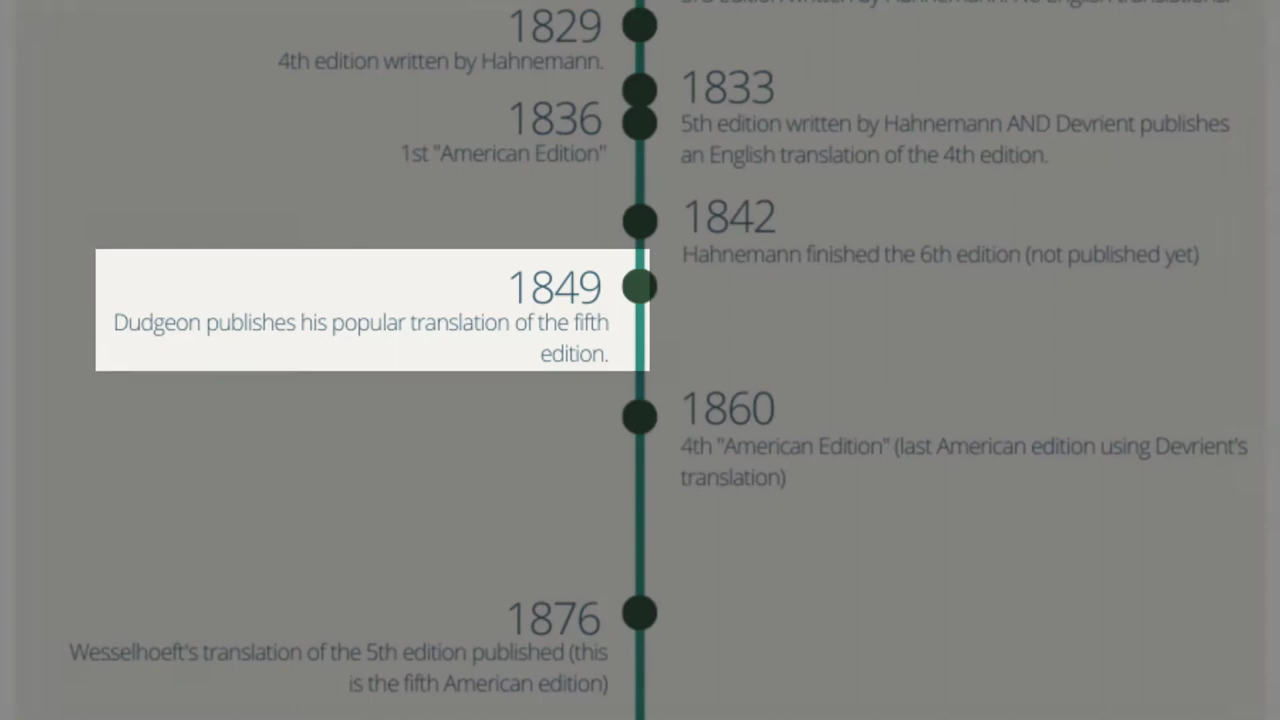 1829
4th edition written by Hahnemann.
1833
5th edition written by Hahnemann AND Devrient publishes
an English translation of the 4th edition.
1836
1st "American Edition"
1842
Hahnemann finished the 6th edition (not published yet)
1849
Dudgeon publishes his popular translation of the fifth
edition.
1860
4th "American Edition" (last American edition using Devrient's
translation)
1876
Wesselhoeft's translation of the 5th edition published (this
is the fifth American edition)